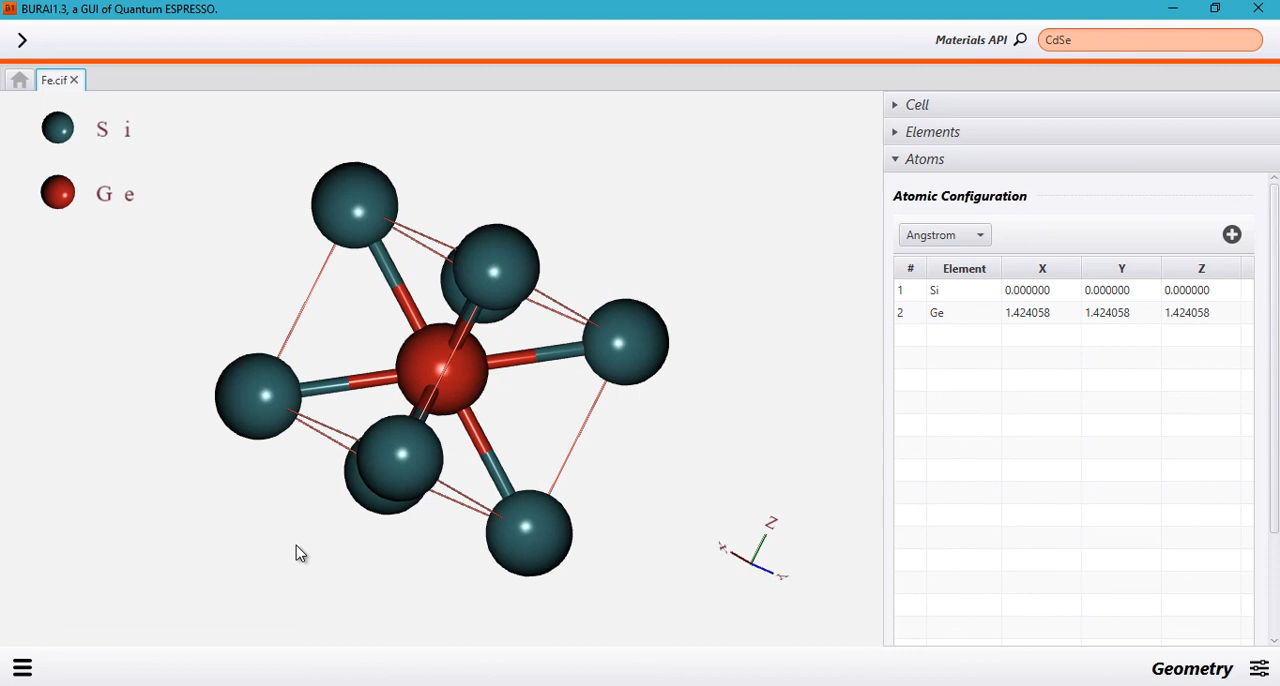 BURAI1.3, a GUI of Quantum ESPRESSO.
Materials API
CdSe
Fe.cif
S i
G e
Cell
Elements
Atoms
Atomic Configuration
Angstrom
# Element X Y Z
1 Si 0.000000 0.000000 0.000000
2 Ge 1.424058 1.424058 1.424058
Z
Geometry